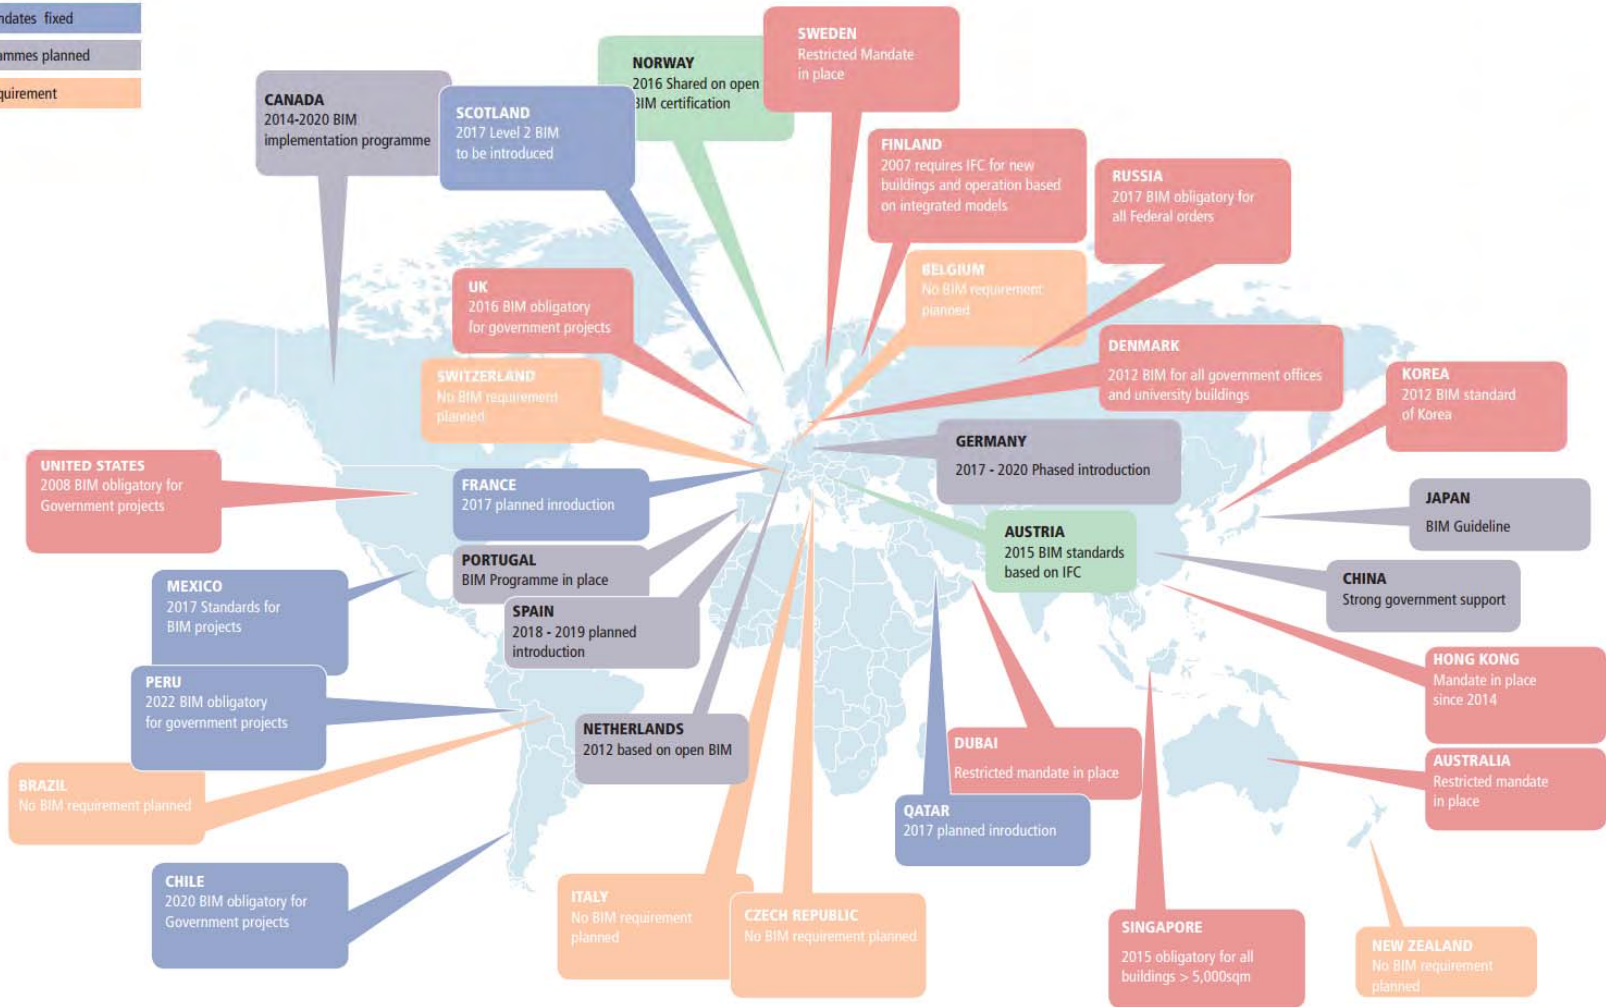 fixed
planned
CANADA
2014-2020 BIM
implementation programme
SCOTLAND
2017 Level 2 BIM
to be introduced
NORWAY
2016 Shared on open
BIM certification
SWEDEN
Restricted Mandate
in place
FINLAND
2007 requires IFC for new
buildings and operation based
on integrated models
RUSSIA
2017 BIM obligatory for
all Federal orders
BELGIUM
No BIM requirement
planned
UK
2016 BIM obligatory
for government projects
SWITZERLAND
No BIM requirement
planned
DENMARK
2012 BIM for all government offices
and university buildings
KOREA
2012 BIM standard
of Korea
GERMANY
2017 - 2020 Phased introduction
UNITED STATES
2008 BIM obligatory for
Government projects
FRANCE
2017 planned inroduction
JAPAN
BIM Guideline
AUSTRIA
2015 BIM standards
based on IFC
PORTUGAL
BIM Programme in place
CHINA
Strong government support
MEXICO
2017 Standards for
BIM projects
SPAIN
2018 - 2019 planned
introduction
HONG KONG
Mandate in place
since 2014
PERU
2022 BIM obligatory
for government projects
NETHERLANDS
2012 based on open BIM
DUBAI
Restricted mandate in place
AUSTRALIA
Restricted mandate
in place
BRAZIL
No BIM requirement planned
QATAR
2017 planned inroduction
CHILE
2020 BIM obligatory for
Government projects
ITALY
No BIM requirement
planned
CZECH REPUBLIC
No BIM requirement planned
SINGAPORE
2015 obligatory for all
buildings > 5,000sqm
NEW ZEALAND
No BIM requirement
planned